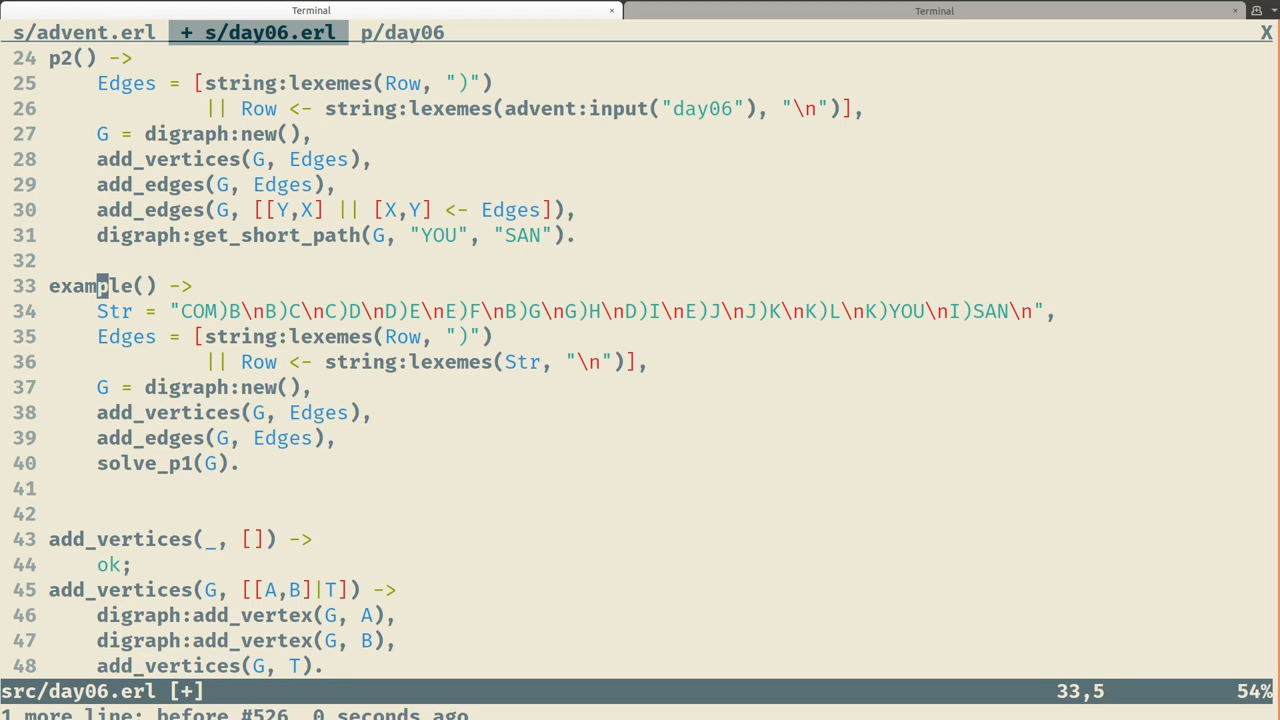 Terminal × Terminal ×
s/advent.erl + s/day06.erl p/day06 X
24 p2() ->
25     Edges = [string:lexemes(Row, ")")
26              || Row <- string:lexemes(advent:input("day06"), "\n")],
27     G = digraph:new(),
28     add_vertices(G, Edges),
29     add_edges(G, Edges),
30     add_edges(G, [[Y,X] || [X,Y] <- Edges]),
31     digraph:get_short_path(G, "YOU", "SAN").
32
33 example() ->
34     Str = "COM)B\nB)C\nC)D\nD)E\nE)F\nB)G\nG)H\nD)I\nE)J\nJ)K\nK)L\nK)YOU\nI)SAN\n",
35     Edges = [string:lexemes(Row, ")")
36              || Row <- string:lexemes(Str, "\n")],
37     G = digraph:new(),
38     add_vertices(G, Edges),
39     add_edges(G, Edges),
40     solve_p1(G).
41
42
43 add_vertices(_, []) ->
44     ok;
45 add_vertices(G, [[A,B]|T]) ->
46     digraph:add_vertex(G, A),
47     digraph:add_vertex(G, B),
48     add_vertices(G, T).
src/day06.erl [+] 33,5 54%
1 more line; before #526  0 seconds ago